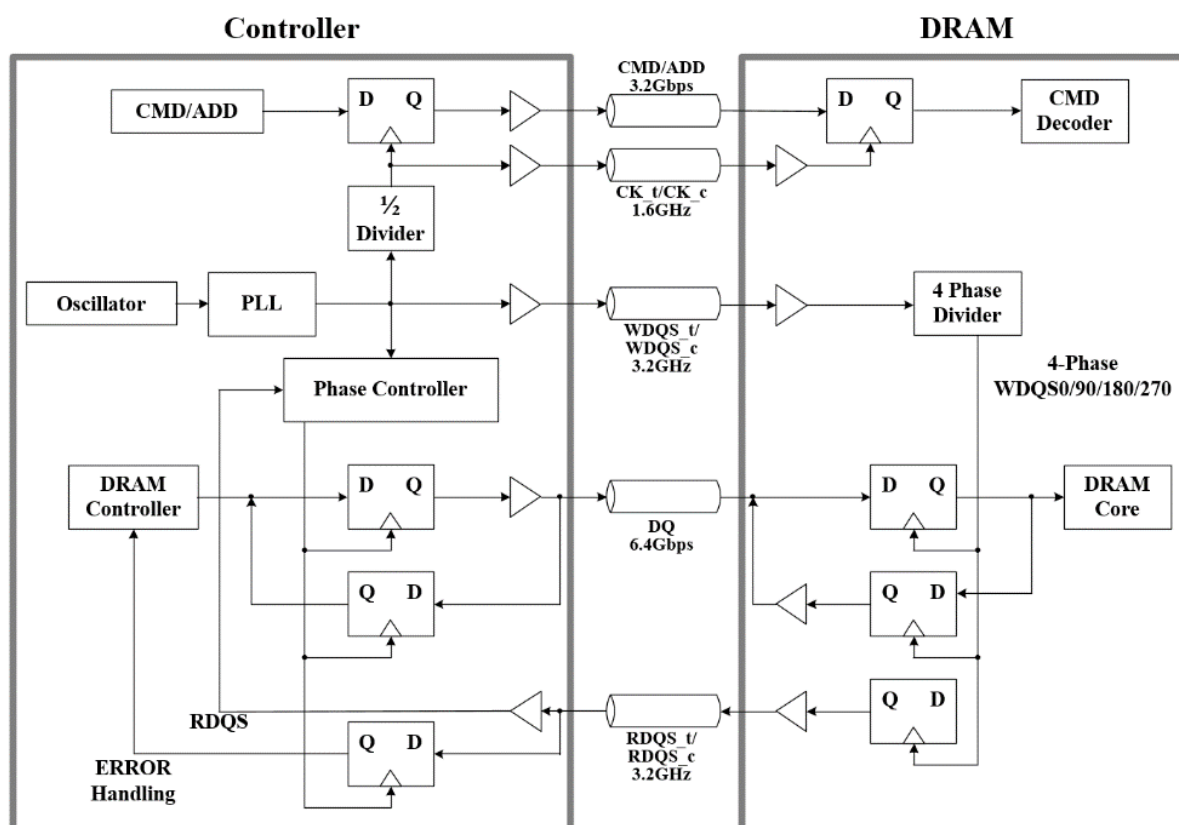 Controller
DRAM
CMD/ADD
D Q
CMD/ADD
3.2Gbps
D Q
CMD
Decoder
CK_t/CK_c
1.6GHz
½
Divider
Oscillator
PLL
WDQS_t/
WDQS_c
3.2GHz
4 Phase
Divider
4-Phase
WDQS0/90/180/270
Phase Controller
DRAM
Controller
D Q
DQ
6.4Gbps
D Q
DRAM
Core
Q D
Q D
RDQS
Q D
RDQS_t/
RDQS_c
3.2GHz
Q D
ERROR
Handling